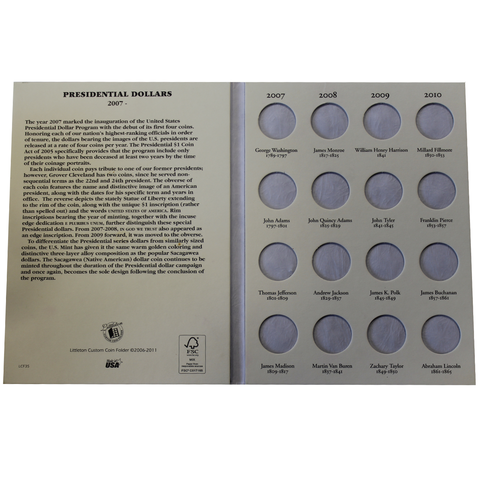 PRESIDENTIAL DOLLARS
2007 -
The year 2007 marked the inauguration of the United States
Presidential Dollar Program with the debut of its first four coins.
Honoring each of our nation's highest-ranking officials in order
of tenure, the dollars bearing the images of the U.S. presidents are
released at a rate of four coins per year. The Presidential $1 Coin
Act of 2005 specifically provides that the program include only
presidents who have been deceased at least two years by the time
of their coinage portraits.
Each individual coin pays tribute to one of our former presidents;
however, Grover Cleveland has two coins, since he served non-
sequential terms as the 22nd and 24th president. The obverse of
each coin features the name and distinctive image of an American
president, along with the dates for his specific term and years in
office. The reverse depicts the stately Statue of Liberty extending
to the rim of the coin, along with the unique $1 inscription (rather
than spelled out) and the words UNITED STATES OF AMERICA. Rim
inscriptions bearing the year of minting, together with the incuse
edge dedication E PLURIBUS UNUM, further distinguish these special
Presidential dollars. From 2007-2008, IN GOD WE TRUST also appeared as
an edge inscription. From 2009 forward, it was moved to the obverse.
To differentiate the Presidential series dollars from similarly sized
coins, the U.S. Mint has given it the same warm golden coloring and
distinctive three-layer alloy composition as the popular Sacagawea
dollars. The Sacagawea (Native American) dollar coin continues to be
minted throughout the duration of the Presidential dollar campaign
and once again, becomes the sole design following the conclusion of
the program.
Littleton Custom Coin Folder ©2006-2011
USA
FSC
2007 2008 2009 2010
George Washington James Monroe William Henry Harrison Millard Fillmore
1789-1797 1817-1825 1841 1850-1853
John Adams John Quincy Adams John Tyler Franklin Pierce
1797-1801 1825-1829 1841-1845 1853-1857
Thomas Jefferson Andrew Jackson James K. Polk James Buchanan
1801-1809 1829-1837 1845-1849 1857-1861
James Madison Martin Van Buren Zachary Taylor Abraham Lincoln
1809-1817 1837-1841 1849-1850 1861-1865